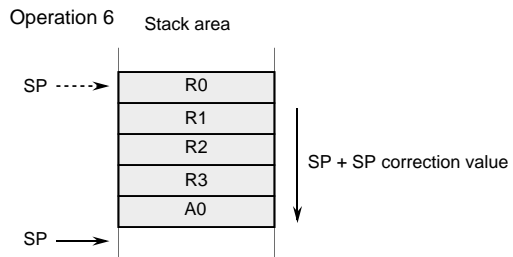 Operation 6
Stack area
SP
R0
R1
R2
R3
A0
SP + SP correction value
SP